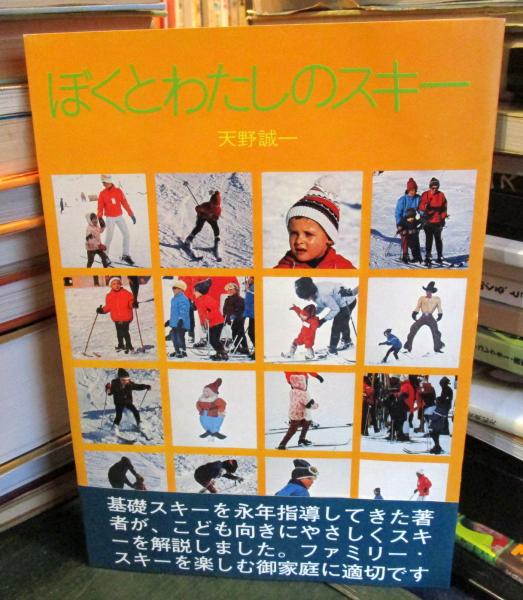 ぼくとわたしのスキー
天野誠一
基礎スキーを永年指導してきた著
者が、こども向きにやさしくスキ
ーを解説しました。ファミリー・
スキーを楽しむ御家庭に適切です